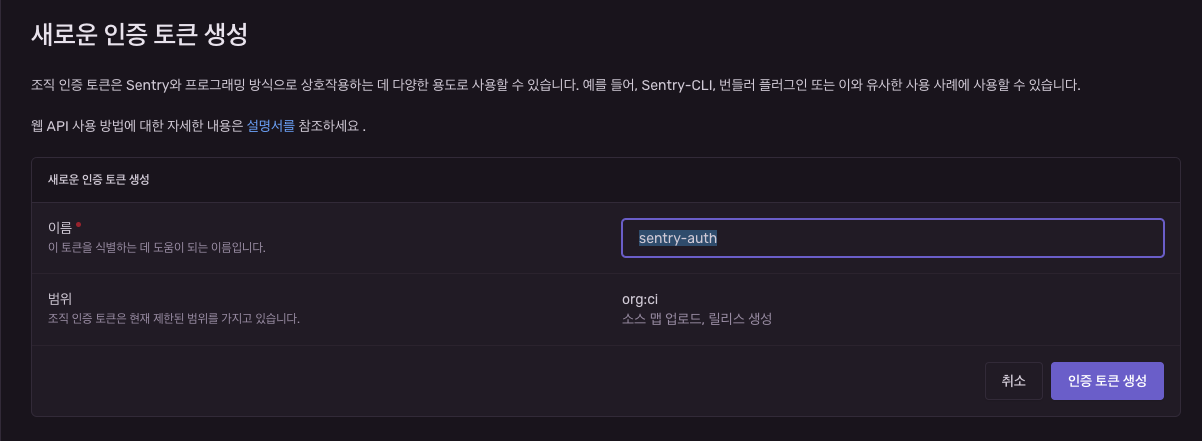 새로운 인증 토큰 생성
조직 인증 토큰은 Sentry와 프로그래밍 방식으로 상호작용하는 데 다양한 용도로 사용할 수 있습니다. 예를 들어, Sentry-CLI, 번들러 플러그인 또는 이와 유사한 사용 사례에 사용할 수 있습니다.
웹 API 사용 방법에 대한 자세한 내용은 설명서를 참조하세요 .
새로운 인증 토큰 생성
이름 *
이 토큰을 식별하는 데 도움이 되는 이름입니다.
sentry-auth
범위
조직 인증 토큰은 현재 제한된 범위를 가지고 있습니다.
org:ci
소스 맵 업로드, 릴리스 생성
취소
인증 토큰 생성